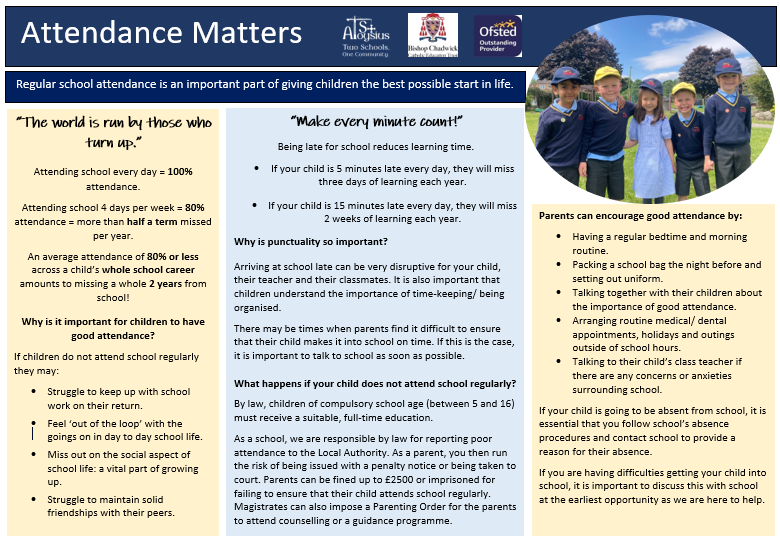 Attendance Matters
St Aloysius
Two Schools.
One Community.
Bishop Chadwick
Catholic Education Trust
Ofsted
Outstanding
Provider
Regular school attendance is an important part of giving children the best possible start in life.
"The world is run by those who
turn up."
Attending school every day = 100%
attendance.
Attending school 4 days per week = 80%
attendance = more than half a term missed
per year.
An average attendance of 80% or less
across a child's whole school career
amounts to missing a whole 2 years from
school!
Why is it important for children to have
good attendance?
If children do not attend school regularly
they may:
• Struggle to keep up with school
work on their return.
• Feel 'out of the loop' with the
goings on in day to day school life.
• Miss out on the social aspect of
school life: a vital part of growing
up.
• Struggle to maintain solid
friendships with their peers.
"Make every minute count!"
Being late for school reduces learning time.
• If your child is 5 minutes late every day, they will miss
three days of learning each year.
• If your child is 15 minutes late every day, they will miss
2 weeks of learning each year.
Why is punctuality so important?
Arriving at school late can be very disruptive for your child,
their teacher and their classmates. It is also important that
children understand the importance of time-keeping/ being
organised.
There may be times when parents find it difficult to ensure
that their child makes it into school on time. If this is the case,
it is important to talk to school as soon as possible.
What happens if your child does not attend school regularly?
By law, children of compulsory school age (between 5 and 16)
must receive a suitable, full-time education.
As a school, we are responsible by law for reporting poor
attendance to the Local Authority. As a parent, you then run
the risk of being issued with a penalty notice or being taken to
court. Parents can be fined up to £2500 or imprisoned for
failing to ensure that their child attends school regularly.
Magistrates can also impose a Parenting Order for the parents
to attend counselling or a guidance programme.
Parents can encourage good attendance by:
• Having a regular bedtime and morning
routine.
• Packing a school bag the night before and
setting out uniform.
• Talking together with their children about
the importance of good attendance.
• Arranging routine medical/ dental
appointments, holidays and outings
outside of school hours.
• Talking to their child's class teacher if
there are any concerns or anxieties
surrounding school.
If your child is going to be absent from school, it is
essential that you follow school's absence
procedures and contact school to provide a
reason for their absence.
If you are having difficulties getting your child into
school, it is important to discuss this with school
at the earliest opportunity as we are here to help.